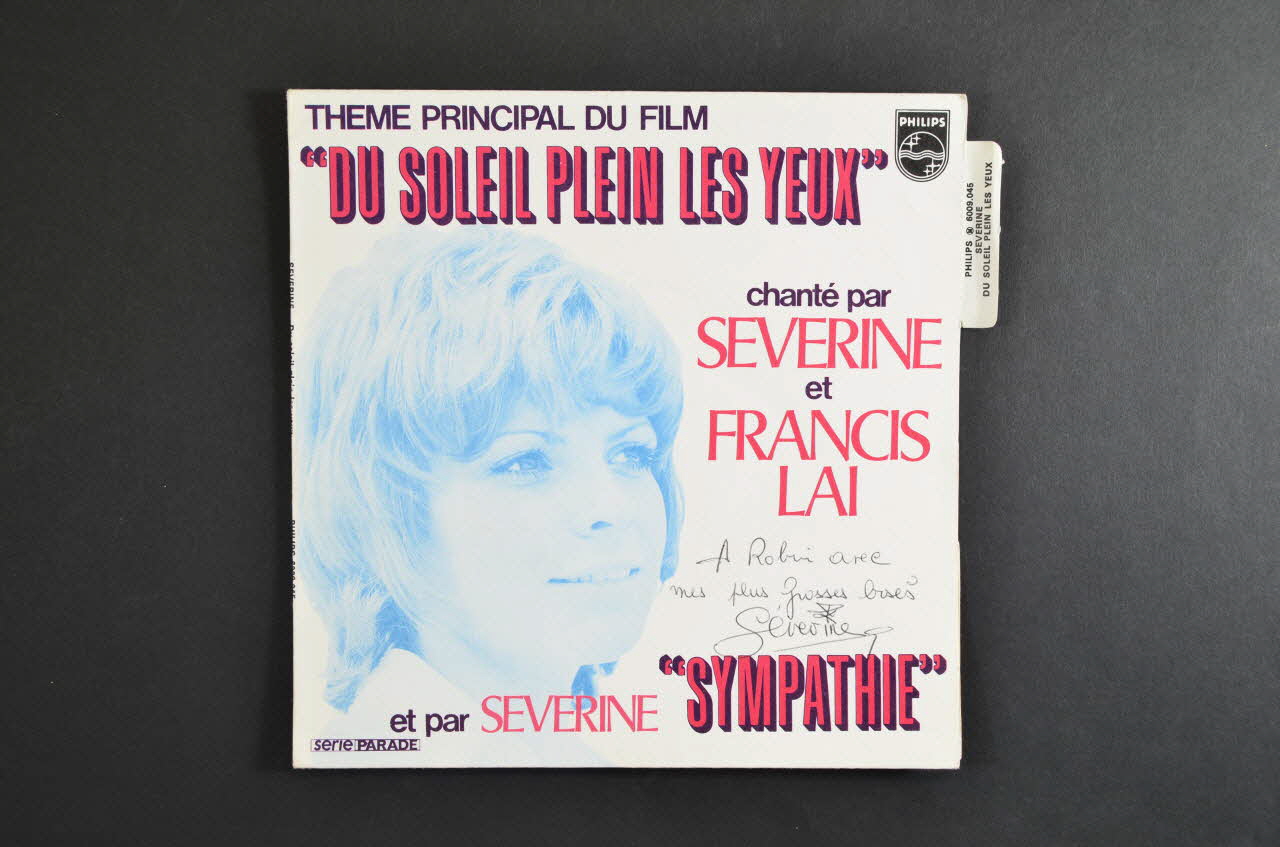 THEME PRINCIPAL DU FILM
"DU SOLEIL PLEIN LES YEUX"
PHILIPS
PHILIPS 6009.045
SEVERINE
DU SOLEIL PLEIN LES YEUX
chanté par
SEVERINE
et
FRANCIS
LAI
A Robin avec
mes plus grosses bises
Séverine
"SYMPATHIE"
et par SEVERINE
serie PARADE